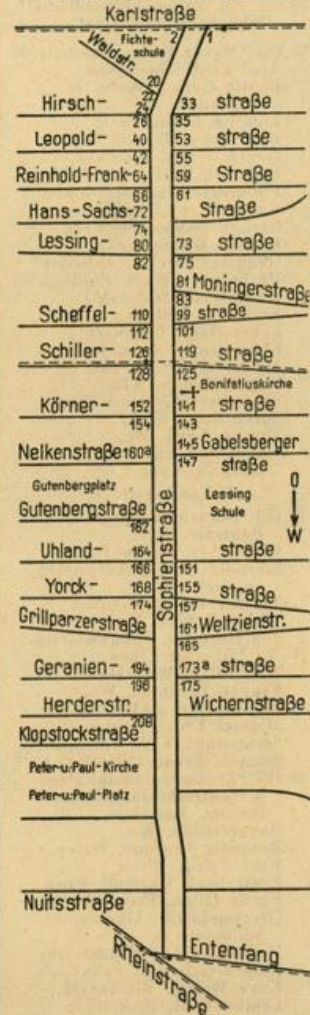 Karlstraße
Fichte- 2 1
schule
Waldstr.
20
22
24
Hirsch- 33 straße
26 35
Leopold- 40 53 straße
42 55
Reinhold-Frank-64 59 Straße
66 61
Hans-Sachs-72 Straße
74
Lessing- 80 73 straße
82 75
81 Moningerstraße
83
Scheffel- 110 99 straße
112 101
Schiller- 126 119 straße
128 125
Bonifatiuskirche
Körner- 152 141 straße
154 143
Nelkenstraße 160a 145 Gabelsberger
147 straße
Gutenbergplatz Lessing
Schule
O
W
Gutenbergstraße
162
Sophienstraße
Uhland- 164 straße
166 151
Yorck- 168 155 straße
174 157
Grillparzerstraße 161 Weltzienstr.
165
Geranien- 194 173a straße
196 175
Herderstr. Wichernstraße
208
Klopstockstraße
Peter-u.Paul-Kirche
Peter-u.Paul-Platz
Nuitsstraße
Rheinstraße Entenfang